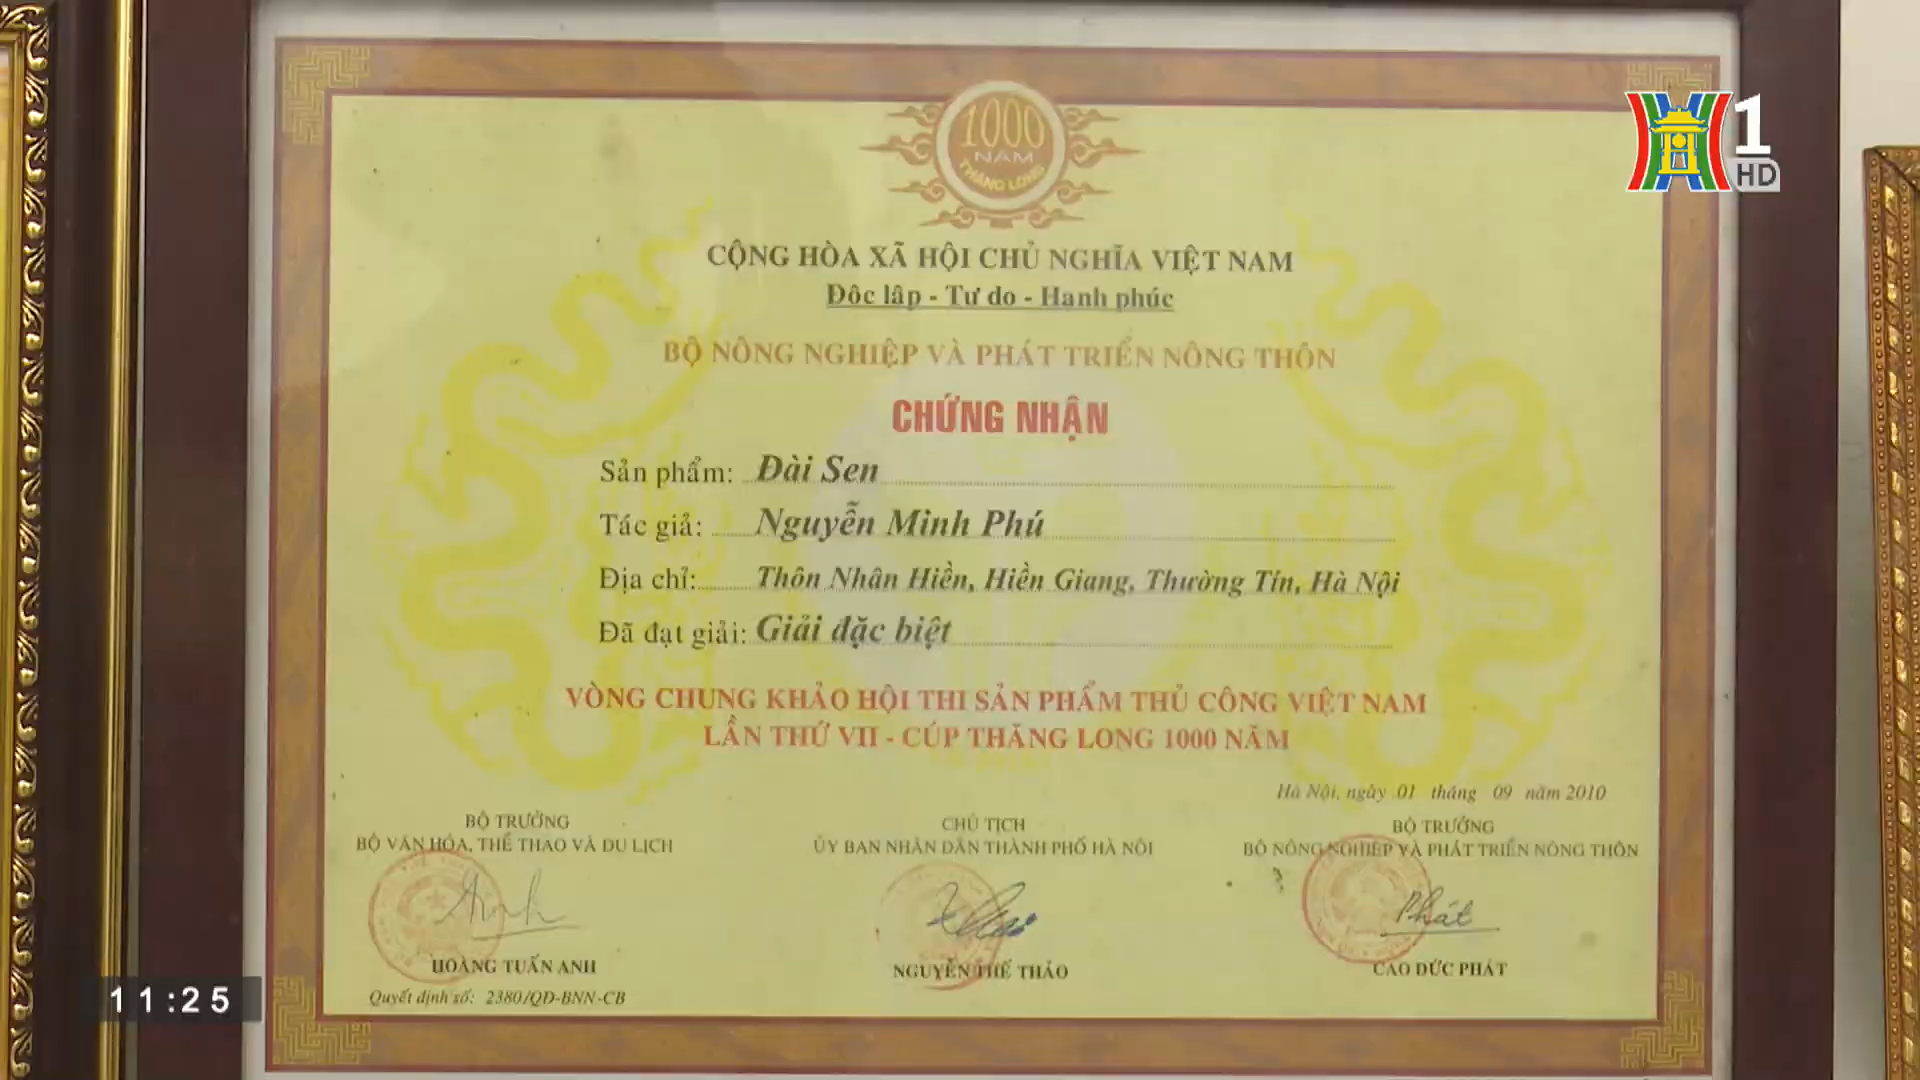 1000
NĂM
THĂNG LONG
1
HD
CỘNG HÒA XÃ HỘI CHỦ NGHĨA VIỆT NAM
Độc lập - Tự do - Hạnh phúc
BỘ NÔNG NGHIỆP VÀ PHÁT TRIỂN NÔNG THÔN
CHỨNG NHẬN
Sản phẩm: Đài Sen
Tác giả: Nguyễn Minh Phú
Địa chỉ: Thôn Nhân Hiền, Hiền Giang, Thường Tín, Hà Nội
Đã đạt giải: Giải đặc biệt
VÒNG CHUNG KHẢO HỘI THI SẢN PHẨM THỦ CÔNG VIỆT NAM
LẦN THỨ VII - CÚP THĂNG LONG 1000 NĂM
Hà Nội, ngày 01 tháng 09 năm 2010
BỘ TRƯỞNG
BỘ VĂN HÓA, THỂ THAO VÀ DU LỊCH
CHỦ TỊCH
ỦY BAN NHÂN DÂN THÀNH PHỐ HÀ NỘI
BỘ TRƯỞNG
BỘ NÔNG NGHIỆP VÀ PHÁT TRIỂN NÔNG THÔN
Phát
HOÀNG TUẤN ANH
NGUYỄN THẾ THẢO
CAO ĐỨC PHÁT
Quyết định số: 2380/QĐ-BNN-CB
11:25